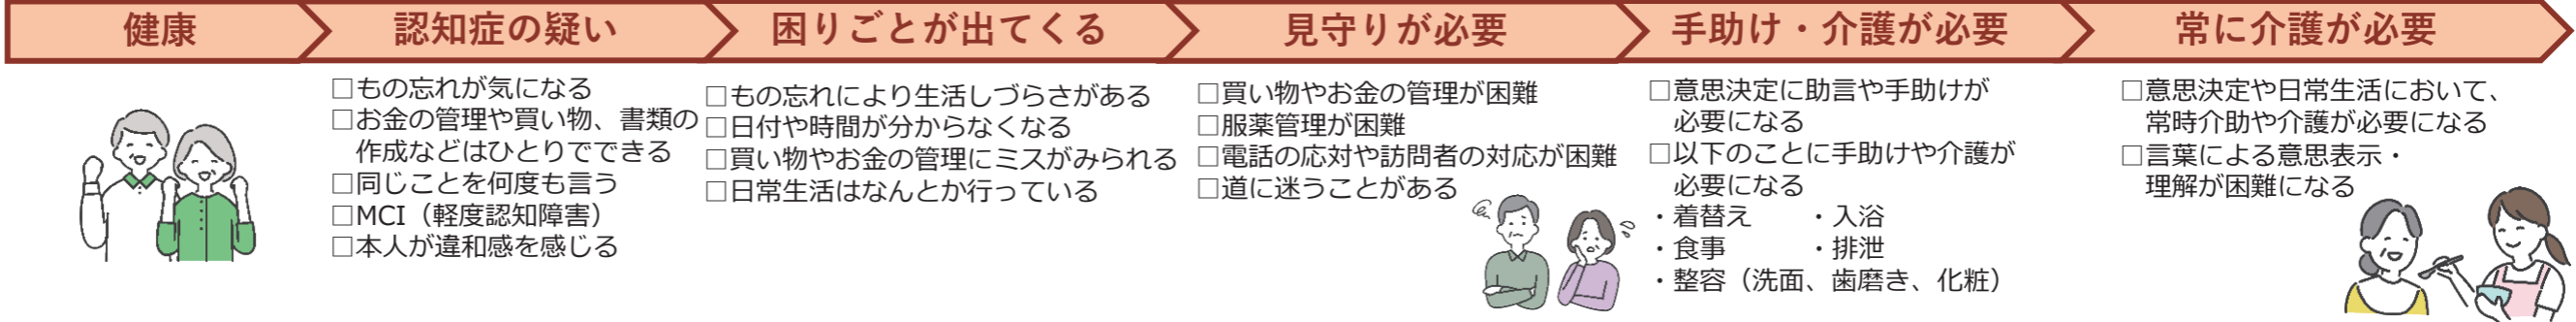 健康
認知症の疑い
困りごとが出てくる
見守りが必要
手助け・介護が必要
常に介護が必要
□もの忘れが気になる
□お金の管理や買い物、書類の
作成などはひとりでできる
□同じことを何度も言う
□MCI（軽度認知障害）
□本人が違和感を感じる
□もの忘れにより生活しづらさがある
□日付や時間が分からなくなる
□買い物やお金の管理にミスがみられる
□日常生活はなんとか行っている
□買い物やお金の管理が困難
□服薬管理が困難
□電話の応対や訪問者の対応が困難
□道に迷うことがある
□意思決定に助言や手助けが
必要になる
□以下のことに手助けや介護が
必要になる
・着替え　　・入浴
・食事　　　・排泄
・整容（洗面、歯磨き、化粧）
□意思決定や日常生活において、
常時介助や介護が必要になる
□言葉による意思表示・
理解が困難になる